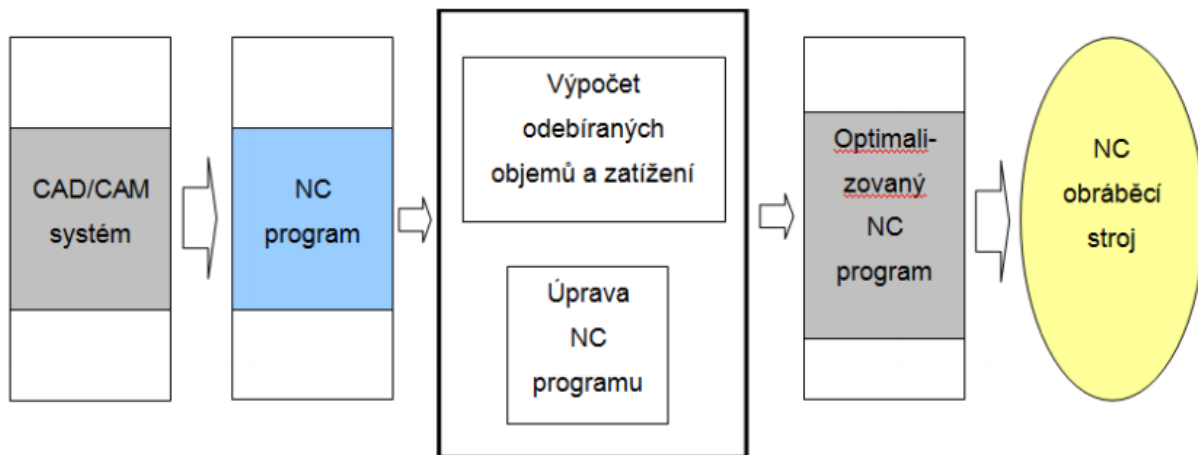 CAD/CAM
systém
NC
program
Výpočet
odebíraných
objemů a zatížení
Úprava
NC
programu
Optimali-
zovaný
NC
program
NC
obráběcí
stroj